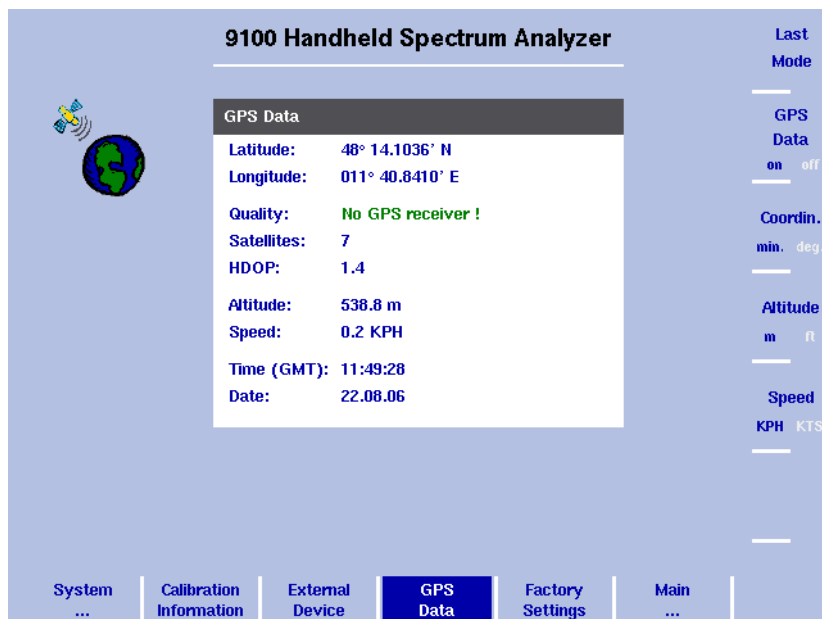 9100 Handheld Spectrum Analyzer
GPS Data
Latitude: 48° 14.1036' N
Longitude: 011° 40.8410' E
Quality: No GPS receiver !
Satellites: 7
HDOP: 1.4
Altitude: 538.8 m
Speed: 0.2 KPH
Time (GMT): 11:49:28
Date: 22.08.06
Last
Mode
GPS
Data
on off
Coordin.
min. deg.
Altitude
m ft
Speed
KPH KTS
System
...
Calibration
Information
External
Device
GPS
Data
Factory
Settings
Main
...